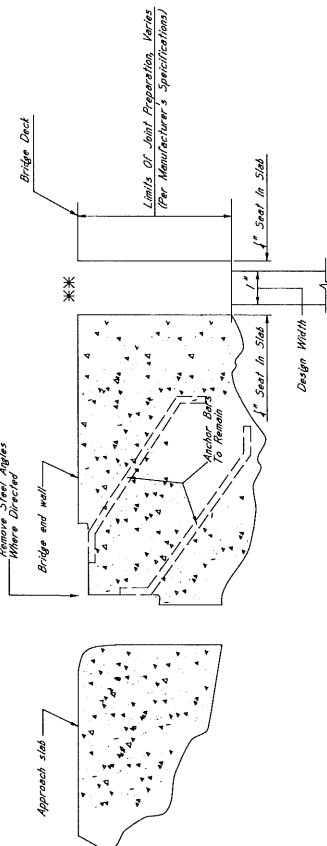 Approach slab
Remove Steel Angles
Where Directed
Bridge end wall
Anchor Bars
To Remain
**
Bridge Deck
Limits Of Joint Preparation, Varies
(Per Manufacturer's Speicifications)
1" Seat In Slab
1"
Design Width
1" Seat In Slab